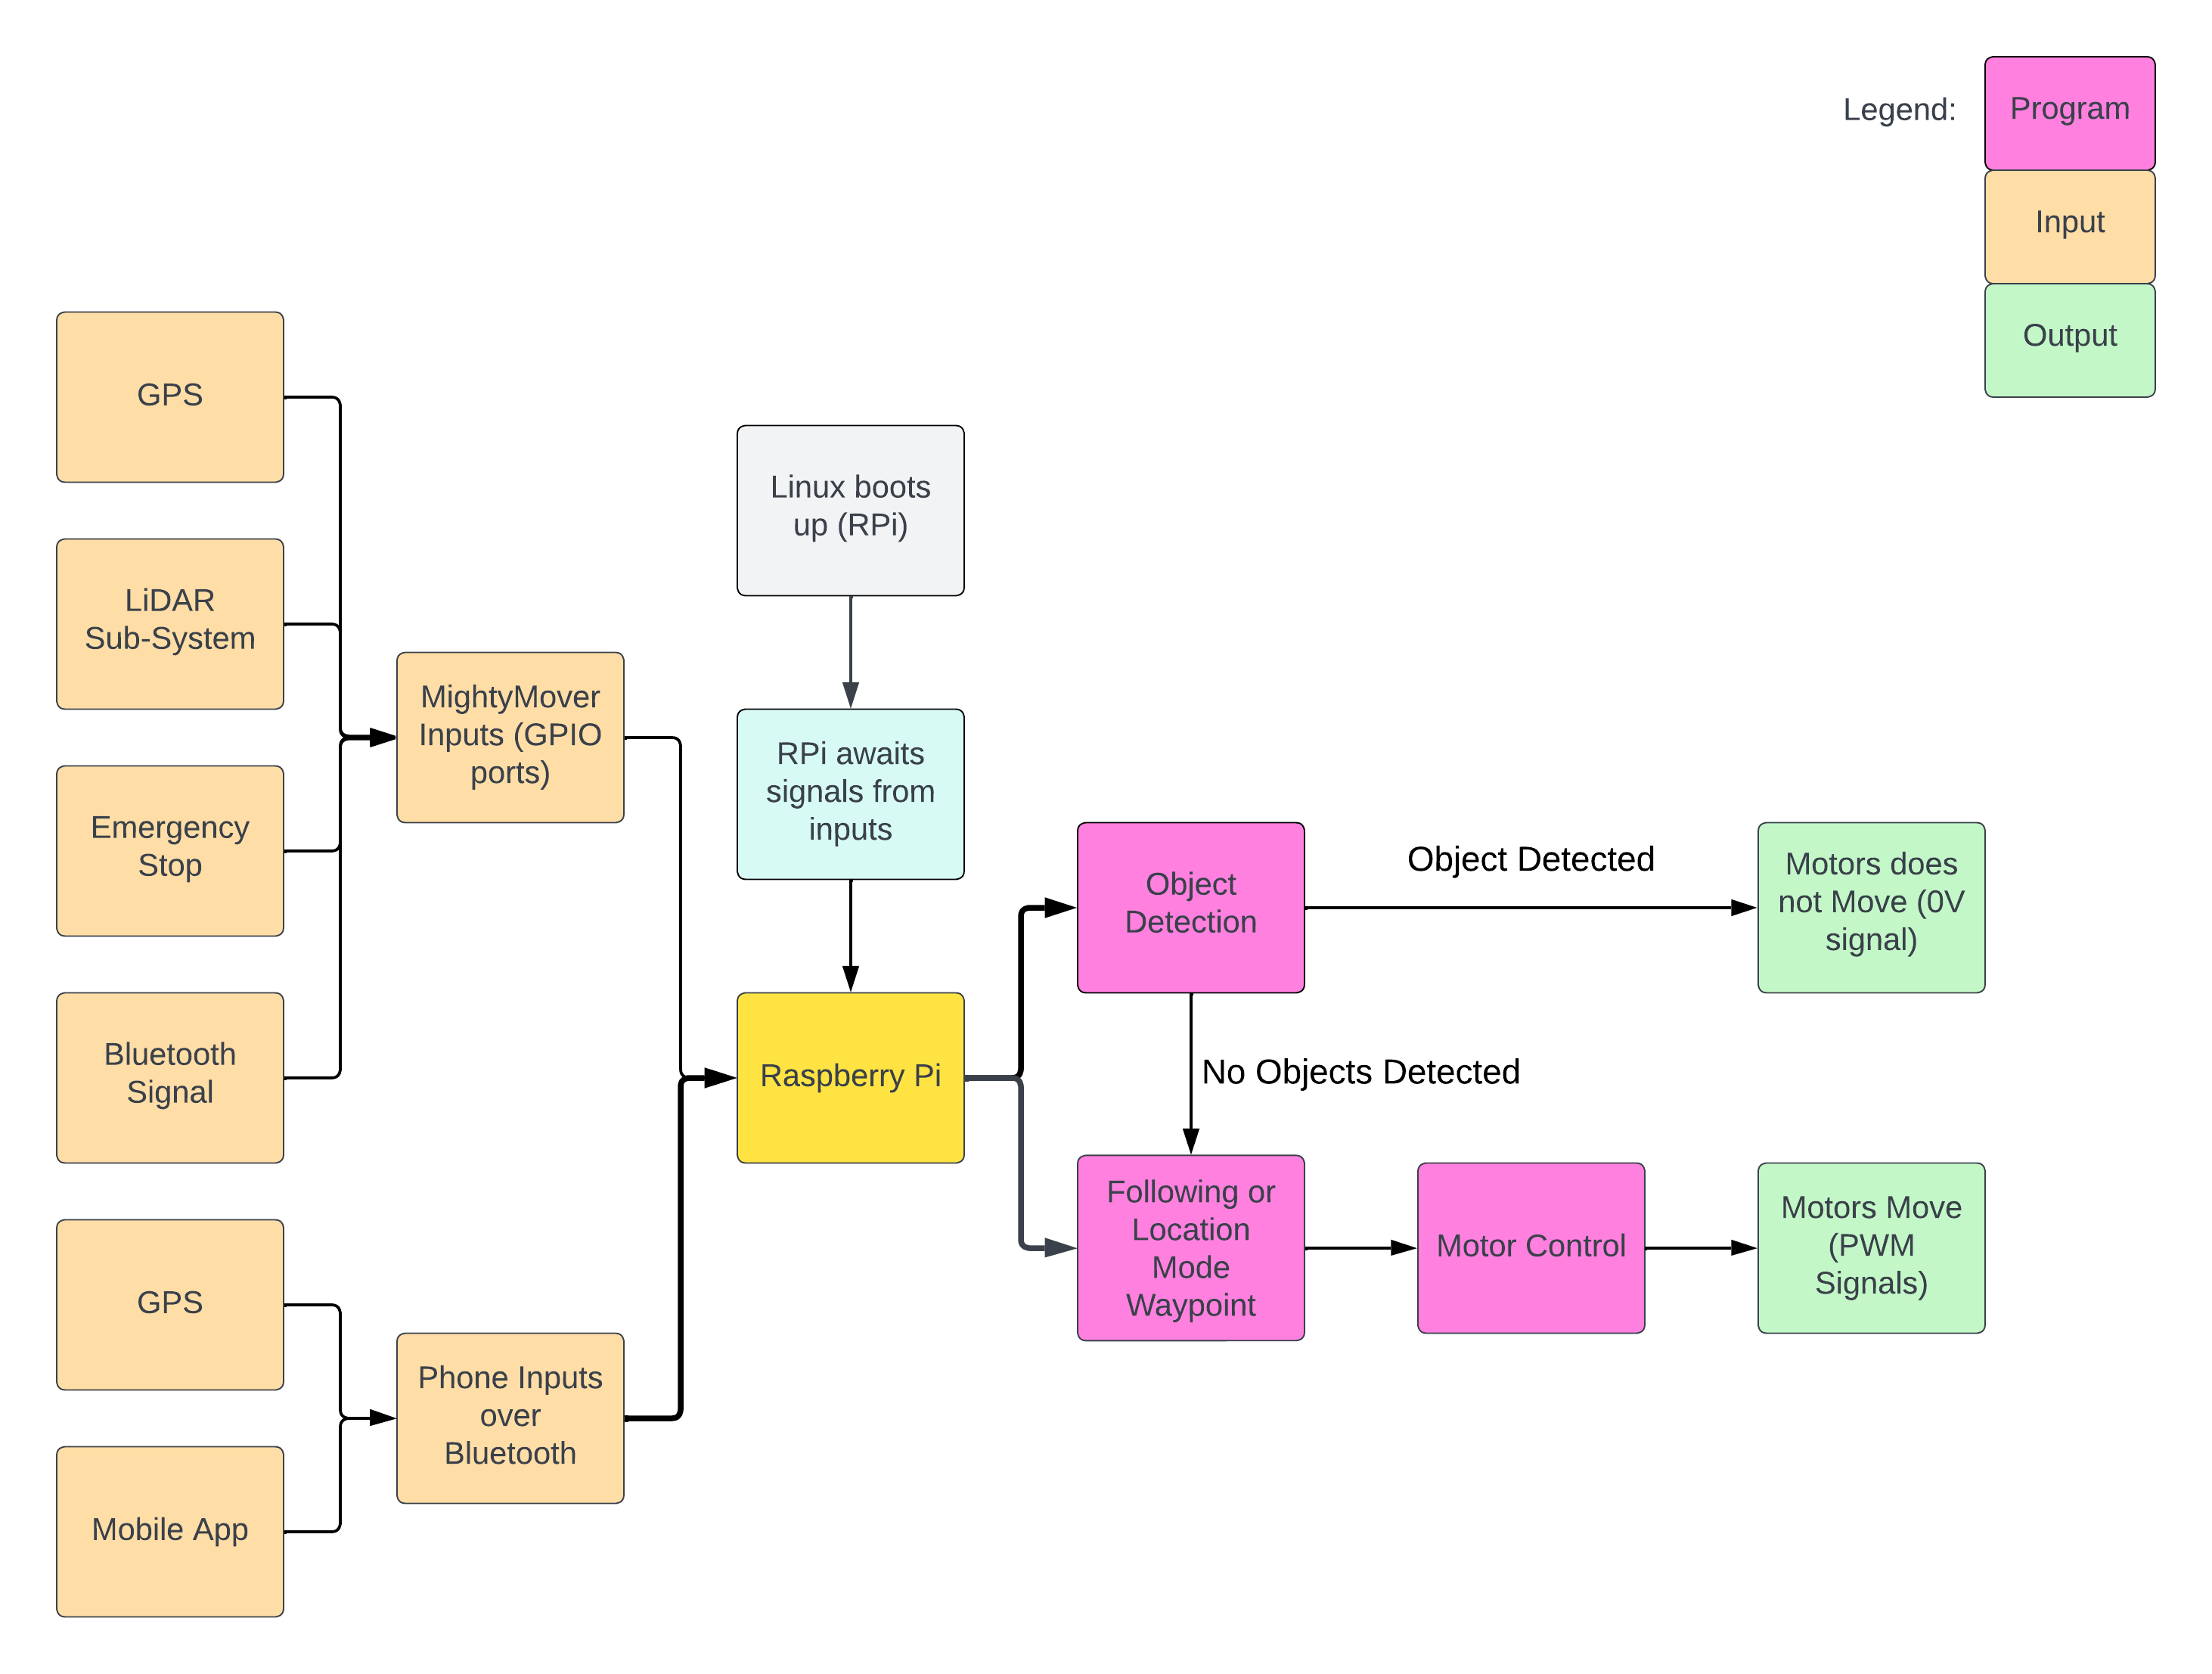 Legend:
Program
Input
Output
GPS
LiDAR
Sub-System
Emergency
Stop
Bluetooth
Signal
GPS
Mobile App
MightyMover
Inputs (GPIO
ports)
Phone Inputs
over
Bluetooth
Linux boots
up (RPi)
RPi awaits
signals from
inputs
Raspberry Pi
Object
Detection
Object Detected
Motors does
not Move (0V
signal)
No Objects Detected
Following or
Location
Mode
Waypoint
Motor Control
Motors Move
(PWM
Signals)